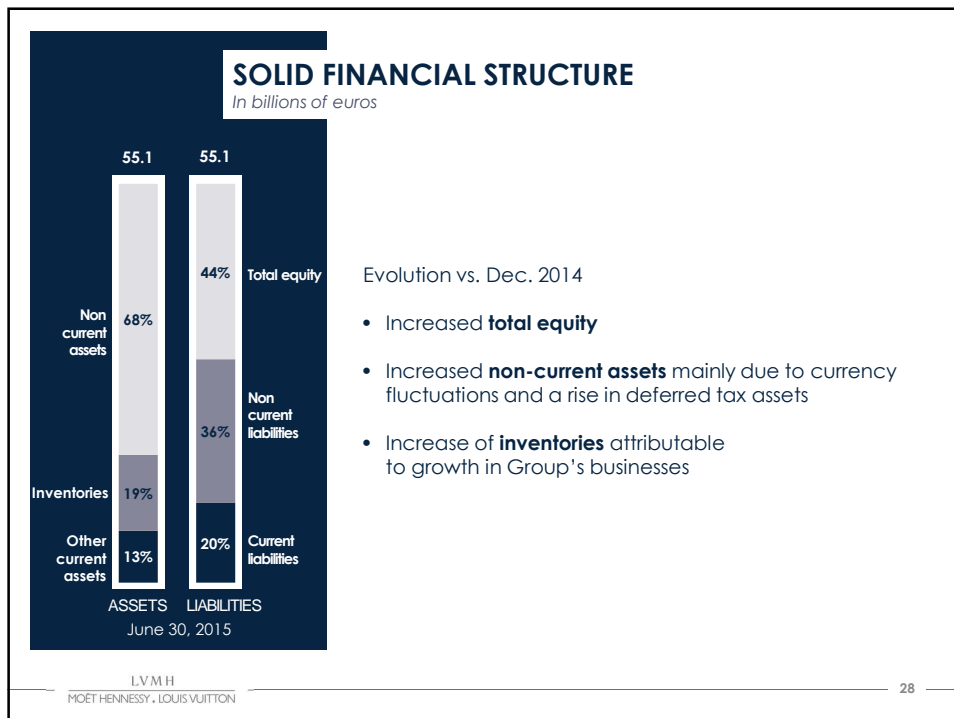 SOLID FINANCIAL STRUCTURE
In billions of euros
55.1
55.1
Non
current
assets
68%
Inventories
19%
Other
current
assets
13%
44%
Total equity
36%
Non
current
liabilities
20%
Current
liabilities
ASSETS
LIABILITIES
June 30, 2015
Evolution vs. Dec. 2014
• Increased total equity
• Increased non-current assets mainly due to currency
fluctuations and a rise in deferred tax assets
• Increase of inventories attributable
to growth in Group’s businesses
LVMH
MOËT HENNESSY . LOUIS VUITTON
28